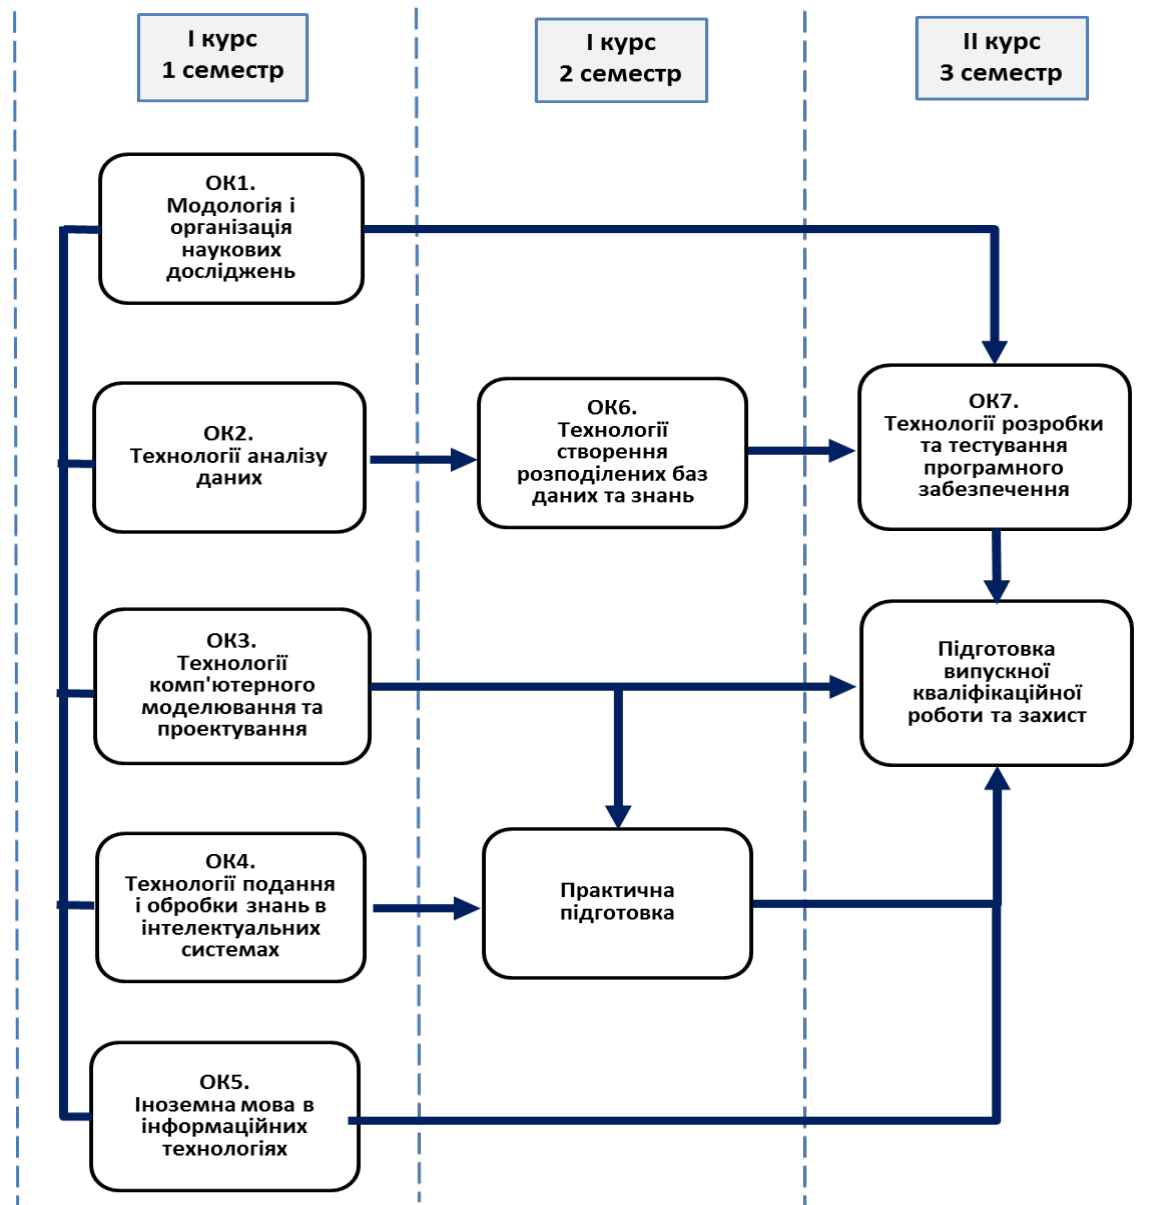 І курс
1 семестр
І курс
2 семестр
ІІ курс
3 семестр
ОК1.
Модологія і
організація
наукових
досліджень
ОК2.
Технології аналізу
даних
ОК6.
Технології
створення
розподілених баз
даних та знань
ОК7.
Технології розробки
та тестування
програмного
забезпечення
ОК3.
Технології
комп'ютерного
моделювання та
проектування
Підготовка
випускної
кваліфікаційної
роботи та захист
ОК4.
Технології подання
і обробки знань в
інтелектуальних
системах
Практична
підготовка
ОК5.
Іноземна мова в
інформаційних
технологіях